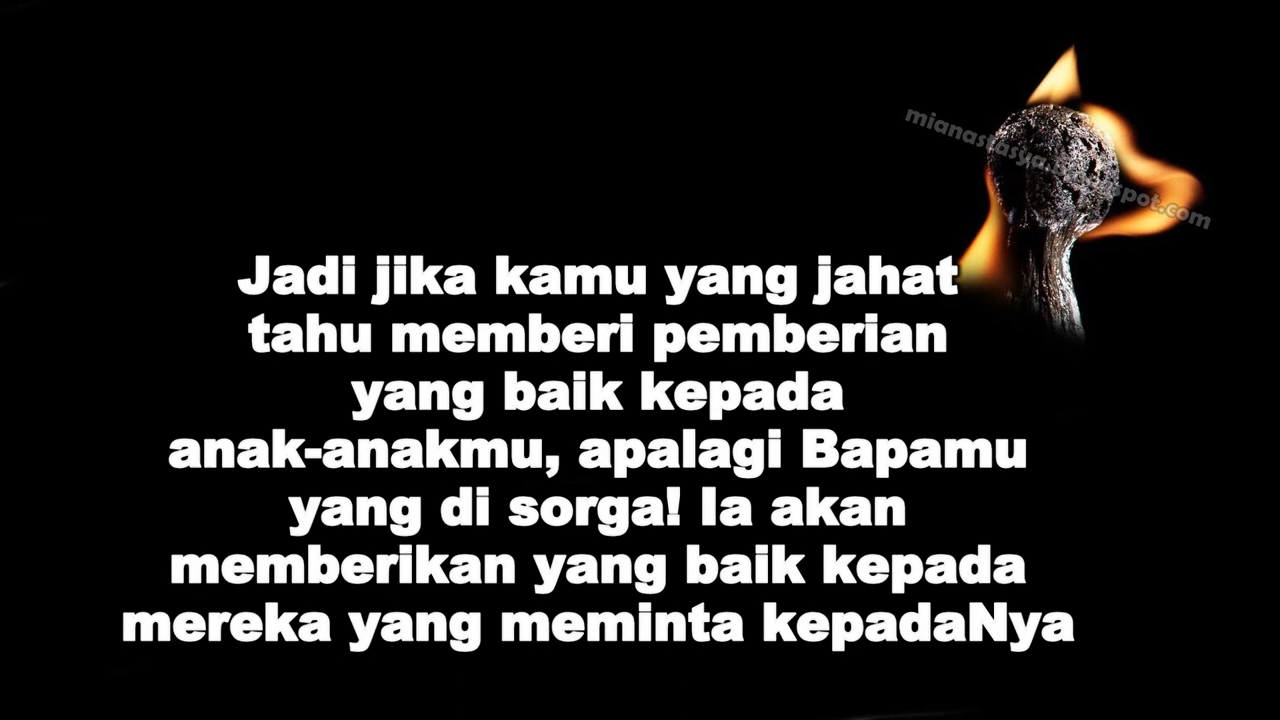 mianastasya.blogspot.com
Jadi jika kamu yang jahat
tahu memberi pemberian
yang baik kepada
anak-anakmu, apalagi Bapamu
yang di sorga! Ia akan
memberikan yang baik kepada
mereka yang meminta kepadaNya